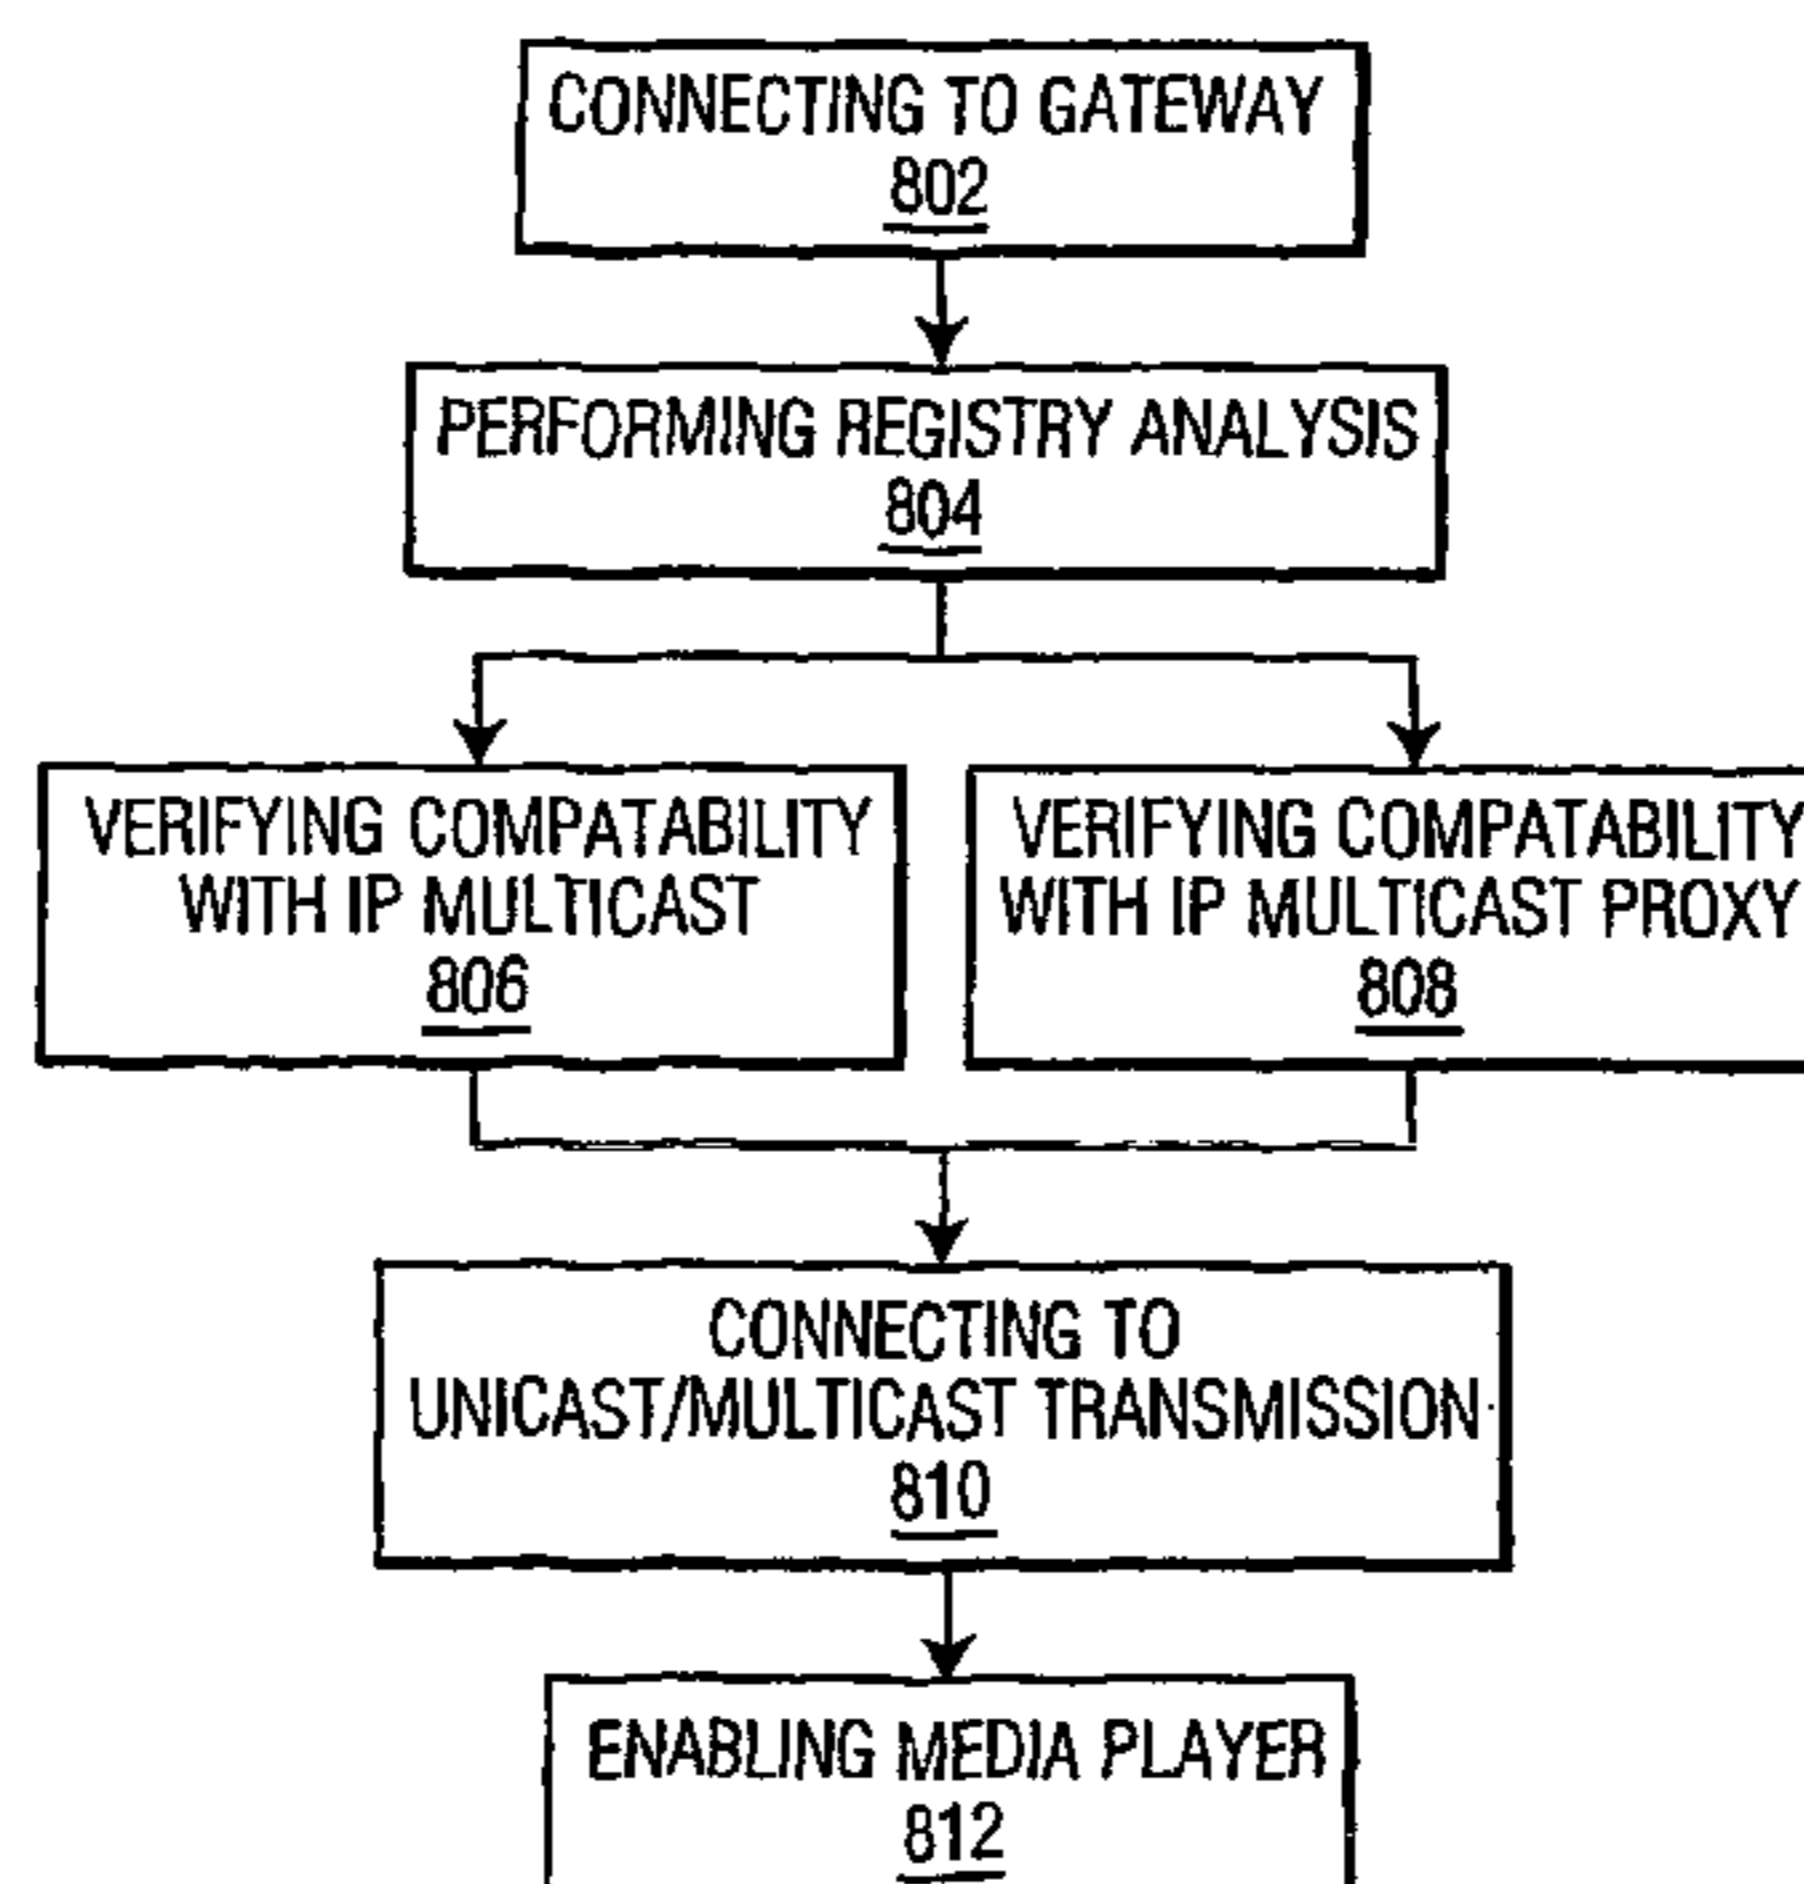 CONNECTING TO GATEWAY
802
PERFORMING REGISTRY ANALYSIS
804
VERIFYING COMPATABILITY
WITH IP MULTICAST
806
VERIFYING COMPATABILITY
WITH IP MULTICAST PROXY
808
CONNECTING TO
UNICAST/MULTICAST TRANSMISSION
810
ENABLING MEDIA PLAYER
812